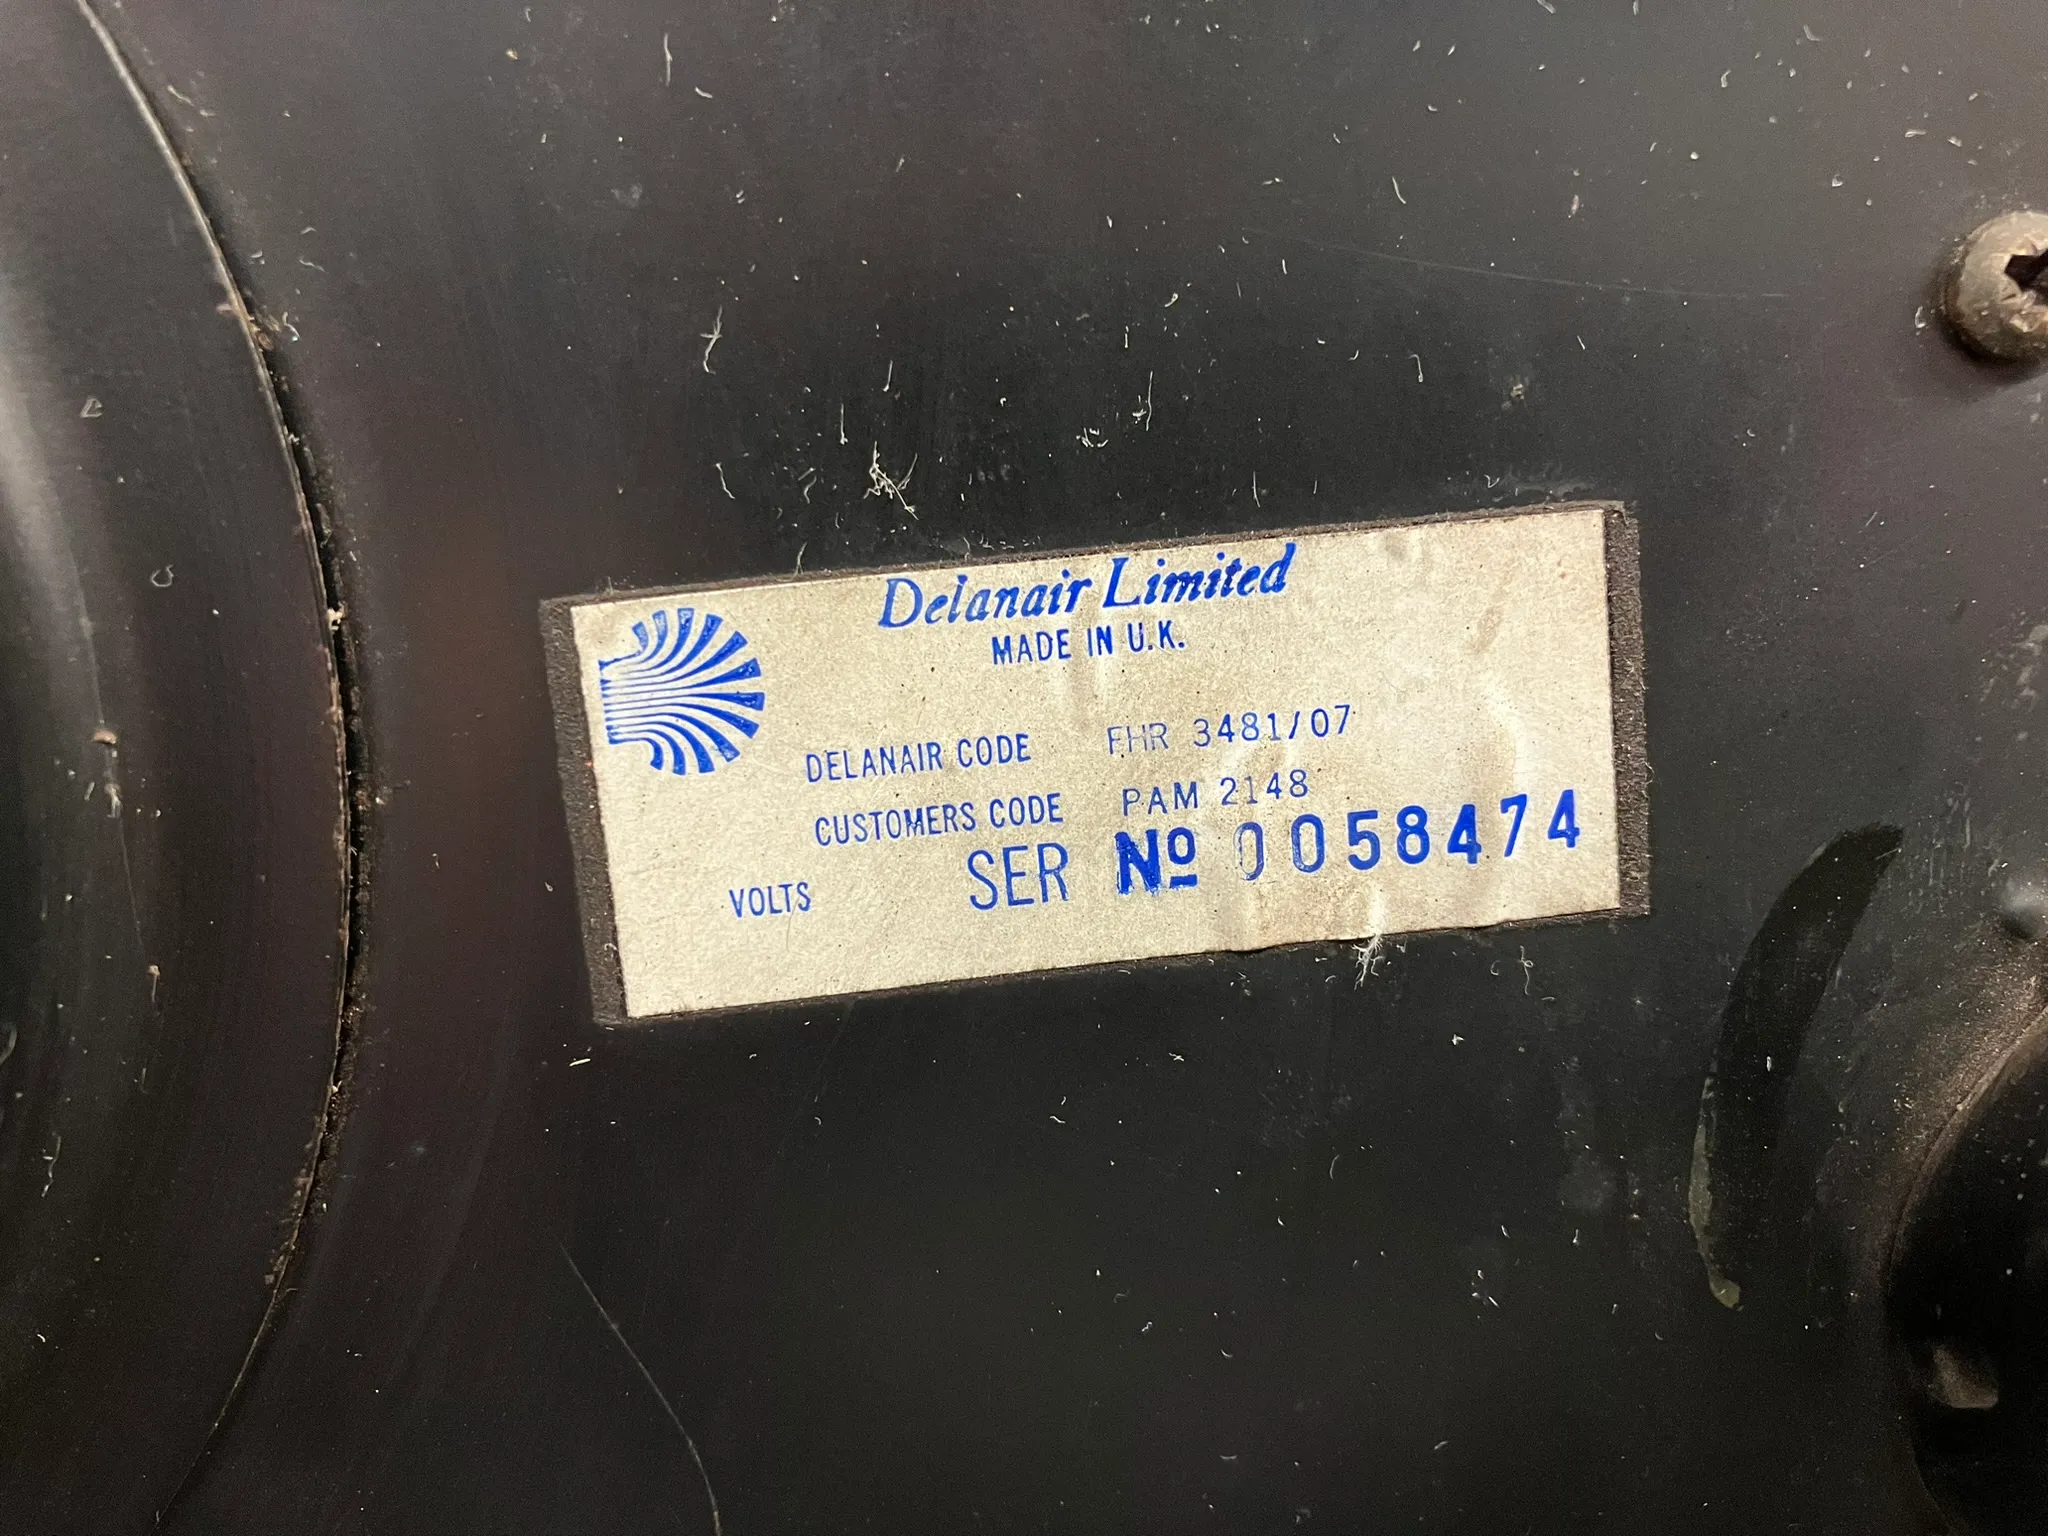 Delanair Limited
MADE IN U.K.
DELANAIR CODE FHR 3481/07
CUSTOMERS CODE PAM 2148
VOLTS SER Nº 0058474